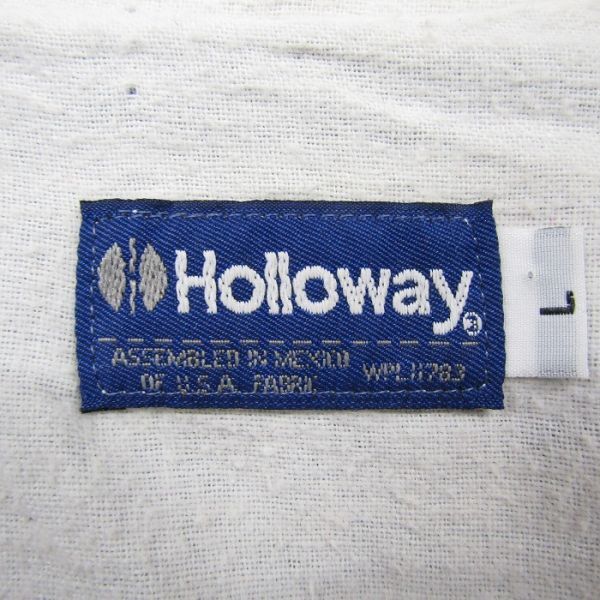 Holloway®
ASSEMBLED IN MEXICO
OF U.S.A. FABRIC WPL 11783
L